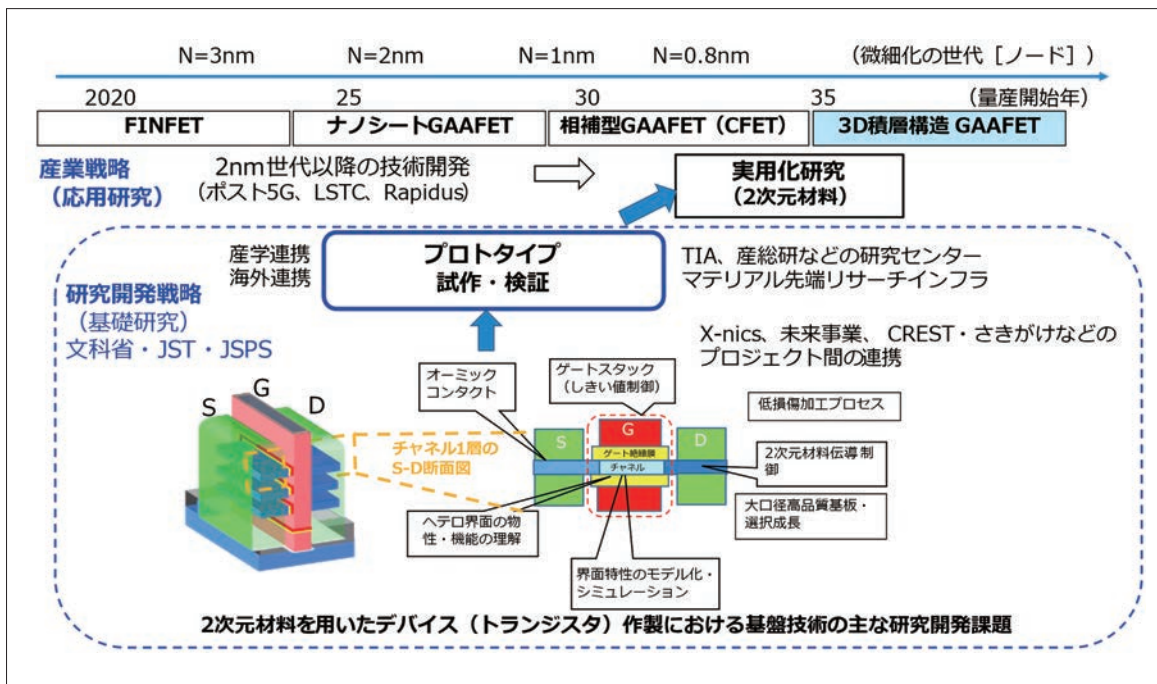 N=3nm N=2nm N=1nm N=0.8nm (微細化の世代［ノード］)
2020 25 30 35 (量産開始年)
FINFET ナノシートGAAFET 相補型GAAFET（CFET） 3D積層構造 GAAFET
産業戦略
（応用研究）
2nm世代以降の技術開発
（ポスト5G、LSTC、Rapidus）
実用化研究
（2次元材料）
産学連携
海外連携
プロトタイプ
試作・検証
TIA、産総研などの研究センター
マテリアル先端リサーチインフラ
研究開発戦略
（基礎研究）
文科省・JST・JSPS
X-nics、未来事業、 CREST・さきがけなどの
プロジェクト間の連携
オーミック
コンタクト
ゲートスタック
（しきい値制御）
低損傷加工プロセス
S G D
チャネル1層の
S-D断面図
S G D
ゲート絶縁膜
チャネル
2次元材料伝導制
御
大口径高品質基板・
選択成長
ヘテロ界面の物
性・機能の理解
界面特性のモデル化・
シミュレーション
2次元材料を用いたデバイス（トランジスタ）作製における基盤技術の主な研究開発課題